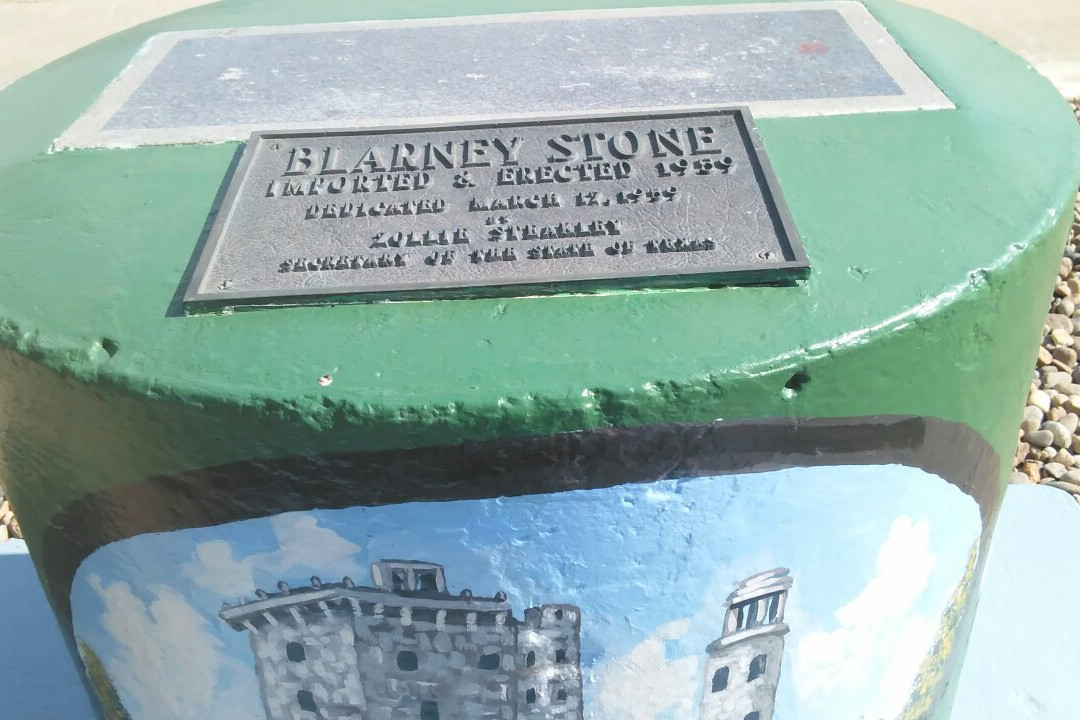 BLARNEY STONE
IMPORTED & ERECTED 1959
DEDICATED MARCH 17, 1959
BY
ZOLLIE STEAKLEY
SECRETARY OF THE STATE OF TEXAS